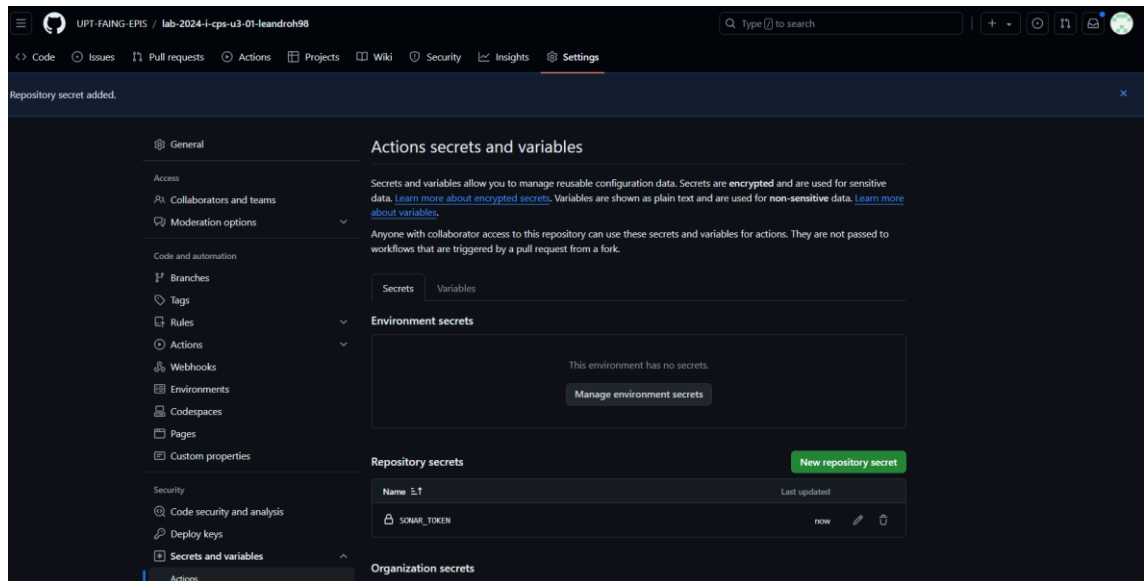 UPT-FAING-EPIS / lab-2024-i-cps-u3-01-leandroh98
Type / to search
Code Issues Pull requests Actions Projects Wiki Security Insights Settings
Repository secret added.
General
Access
Collaborators and teams
Moderation options
Code and automation
Branches
Tags
Rules
Actions
Webhooks
Environments
Codespaces
Pages
Custom properties
Security
Code security and analysis
Deploy keys
Secrets and variables
Actions
Actions secrets and variables
Secrets and variables allow you to manage reusable configuration data. Secrets are encrypted and are used for sensitive
data. Learn more about encrypted secrets. Variables are shown as plain text and are used for non-sensitive data. Learn more
about variables.
Anyone with collaborator access to this repository can use these secrets and variables for actions. They are not passed to
workflows that are triggered by a pull request from a fork.
Secrets Variables
Environment secrets
This environment has no secrets.
Manage environment secrets
Repository secrets
New repository secret
Name Last updated
SONAR_TOKEN now
Organization secrets